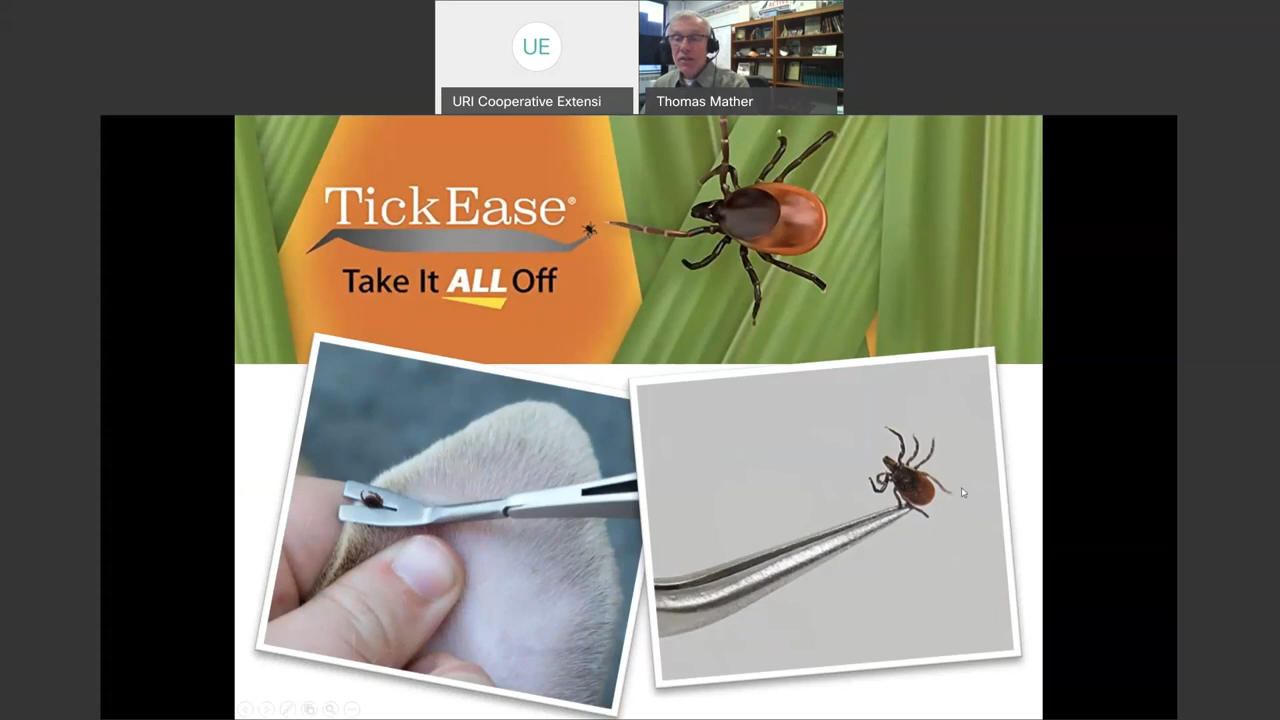 UE
URI Cooperative Extensi
Thomas Mather
TickEase®
Take It ALL Off